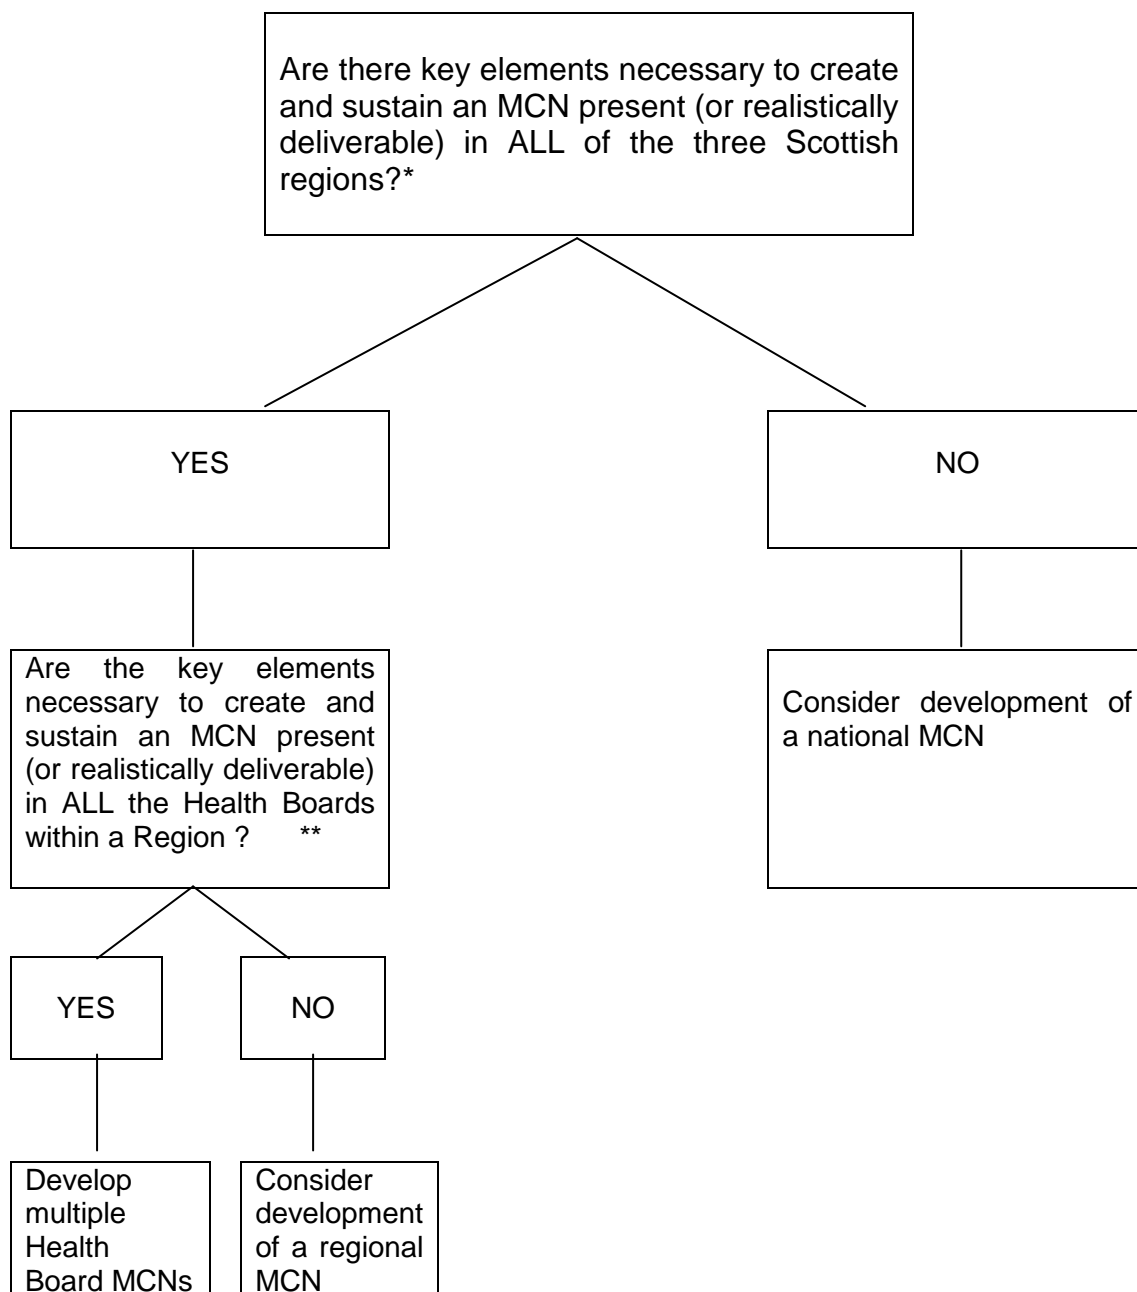 Are there key elements necessary to create
and sustain an MCN present (or realistically
deliverable) in ALL of the three Scottish
regions?*
YES
NO
Are the key elements
necessary to create and
sustain an MCN present
(or realistically deliverable)
in ALL the Health Boards
within a Region ? **
Consider development of
a national MCN
YES
NO
Develop
multiple
Health
Board MCNs
Consider
development
of a regional
MCN